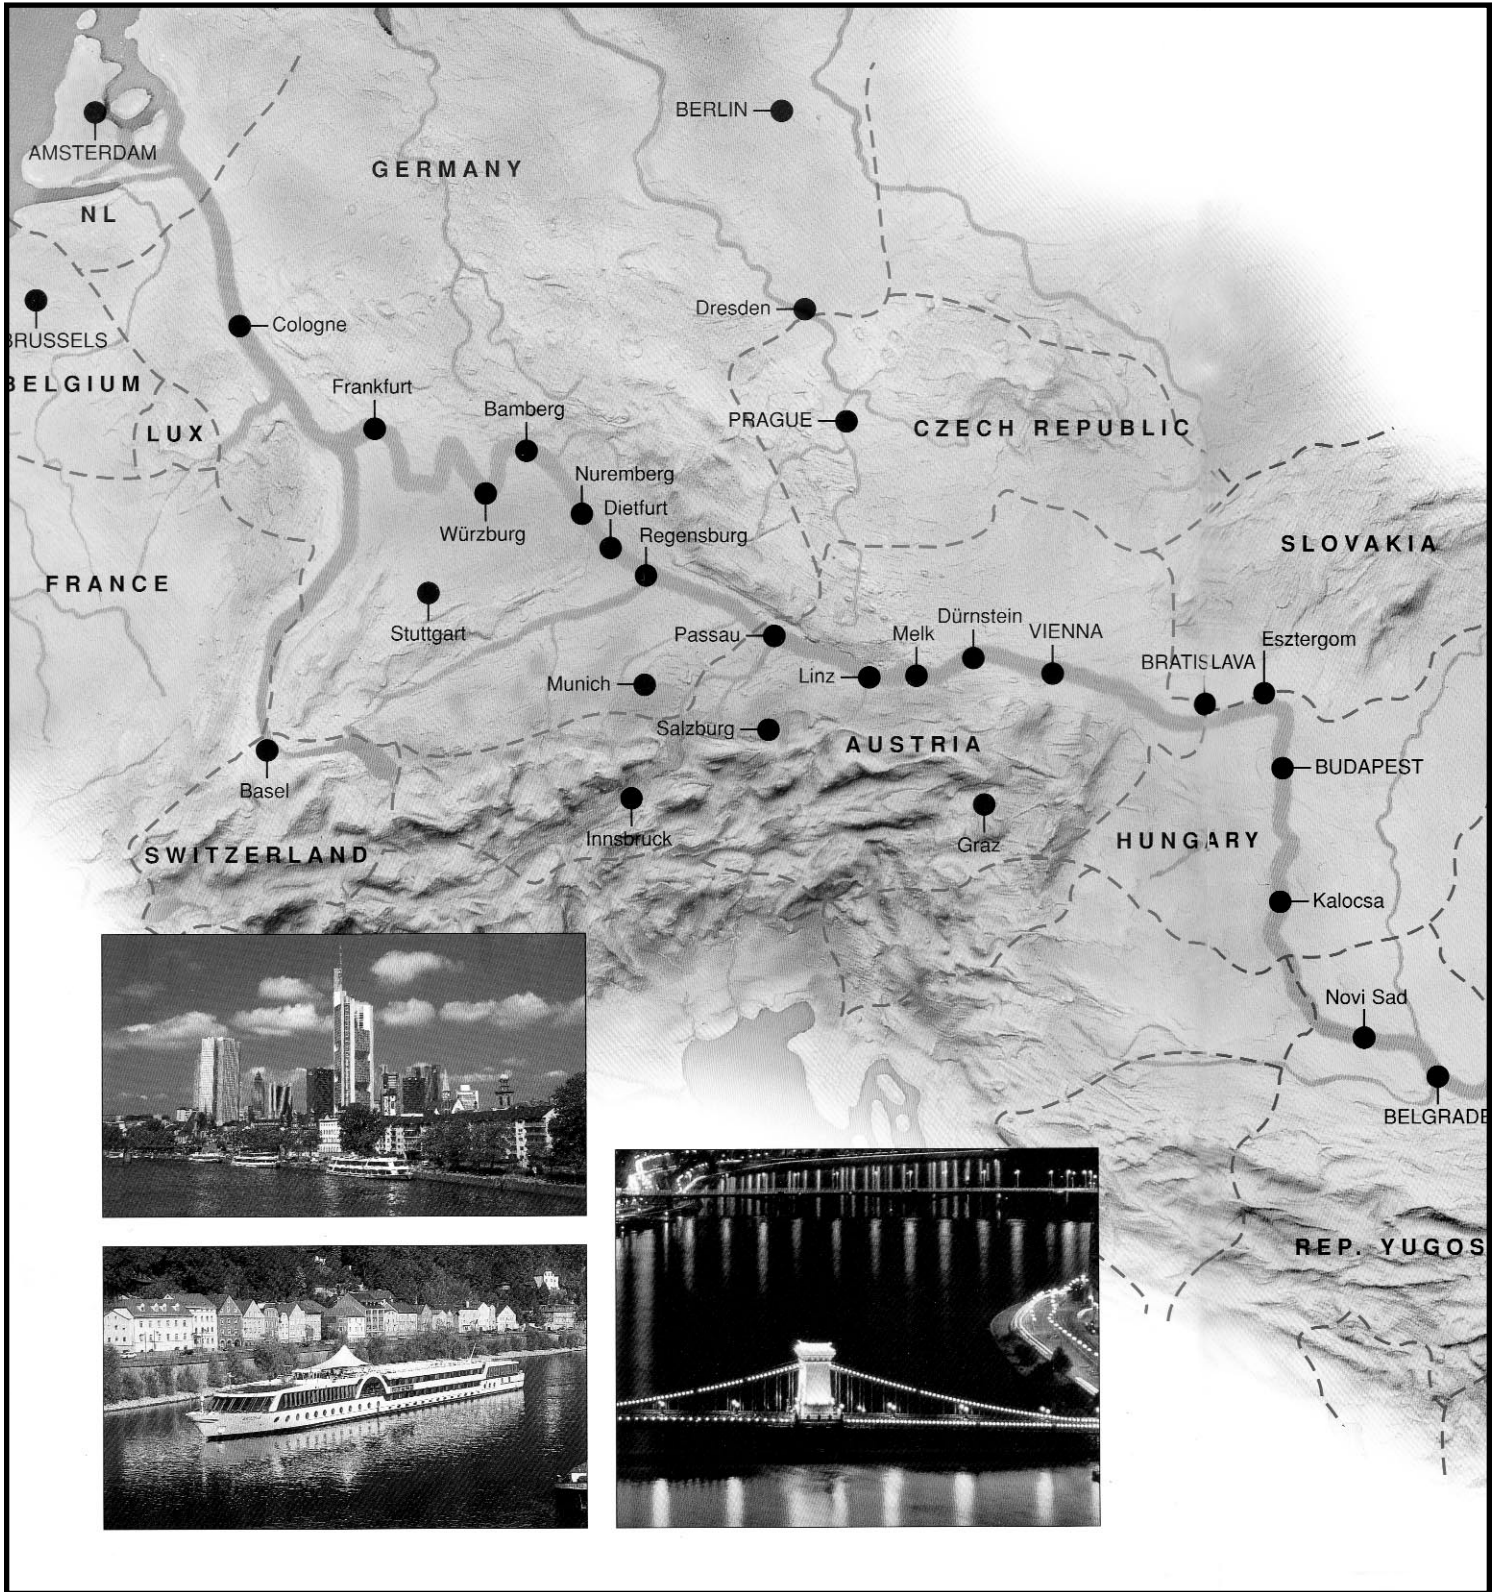 BERLIN
AMSTERDAM
GERMANY
NL
Dresden
Cologne
BRUSSELS
BELGIUM
Frankfurt
Bamberg
PRAGUE
CZECH REPUBLIC
LUX
Nuremberg
Dietfurt
Würzburg
Regensburg
SLOVAKIA
FRANCE
Stuttgart
Passau
Melk
Dürnstein
VIENNA
Esztergom
BRATISLAVA
Linz
Munich
Salzburg
AUSTRIA
BUDAPEST
Basel
Innsbruck
Graz
HUNGARY
SWITZERLAND
Kalocsa
Novi Sad
BELGRADE
REP. YUGOS